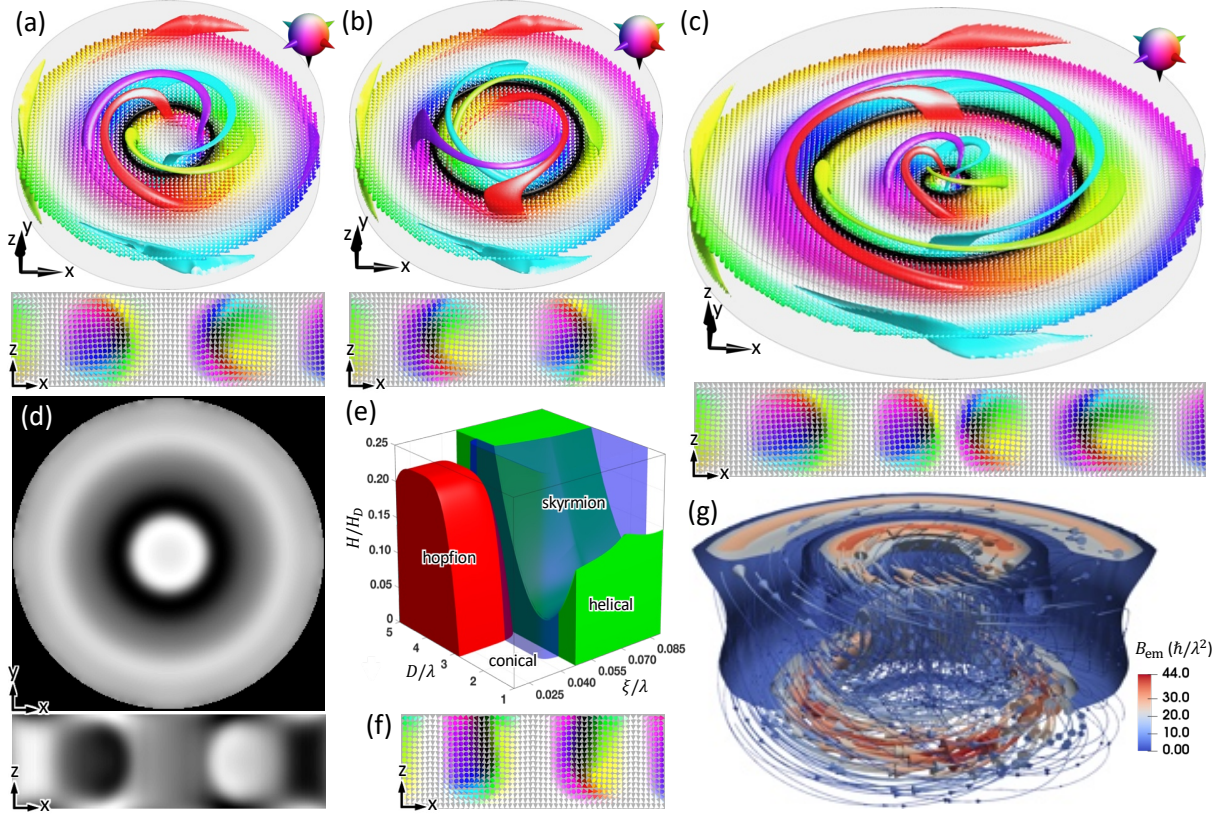 (a)
(b)
(c)
z
y
x
z
y
x
z
y
x
z
x
z
x
z
x
(d)
(e)
0.25
0.20
0.15
0.10
0.05
0
H/H_D
skyrmion
hopfion
helical
conical
5
4
3
2
1
D/λ
0.025
0.040
0.055
0.070
0.085
ξ/λ
(g)
B_em (ℏ/λ²)
44.0
30.0
20.0
10.0
0.00
y
x
(f)
z
x
z
x